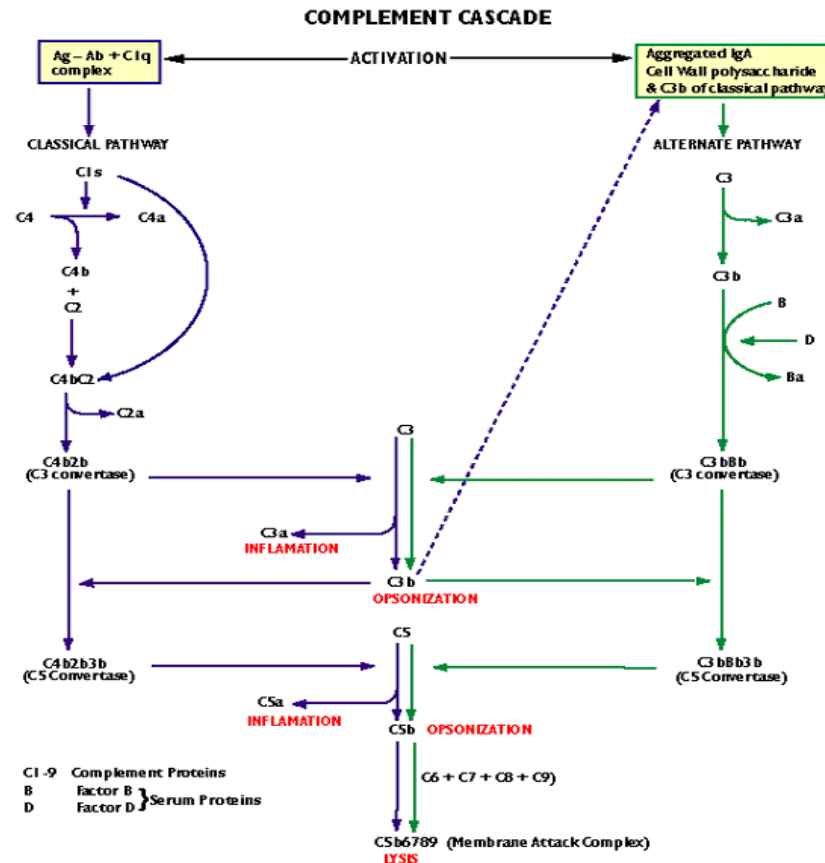 COMPLEMENT CASCADE
Ag – Ab + C1q
complex
ACTIVATION
Aggregated IgA
Cell Wall polysaccharide
& C3b of classical pathway
CLASSICAL PATHWAY
ALTERNATE PATHWAY
C1s
C4
C4a
C4b
+
C2
C4bC2
C2a
C4b2b
(C3 convertase)
C3
C3a
C3b
B
D
Ba
C3bBb
(C3 convertase)
C3
C3a
INFLAMATION
C3b
OPSONIZATION
C4b2b3b
(C5 Convertase)
C5
C3bBb3b
(C5 Convertase)
C5a
INFLAMATION
C5b
OPSONIZATION
C6 + C7 + C8 + C9)
C5b6789 (Membrane Attack Complex)
LYSIS
C1-9 Complement Proteins
B Factor B
D Factor D
} Serum Proteins